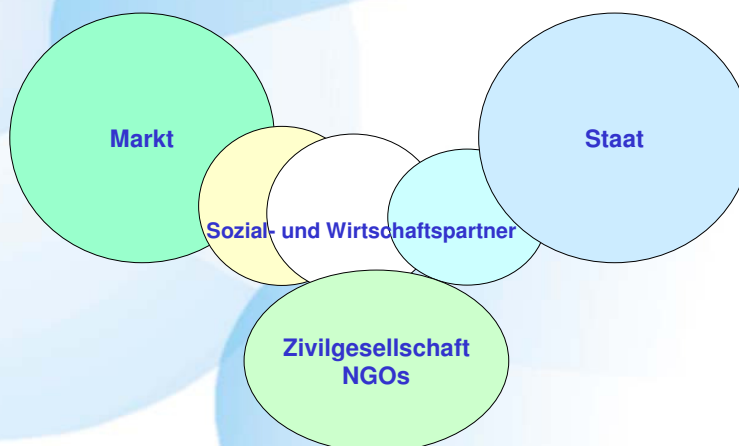 Markt
Staat
Sozial- und Wirtschaftspartner
Zivilgesellschaft
NGOs